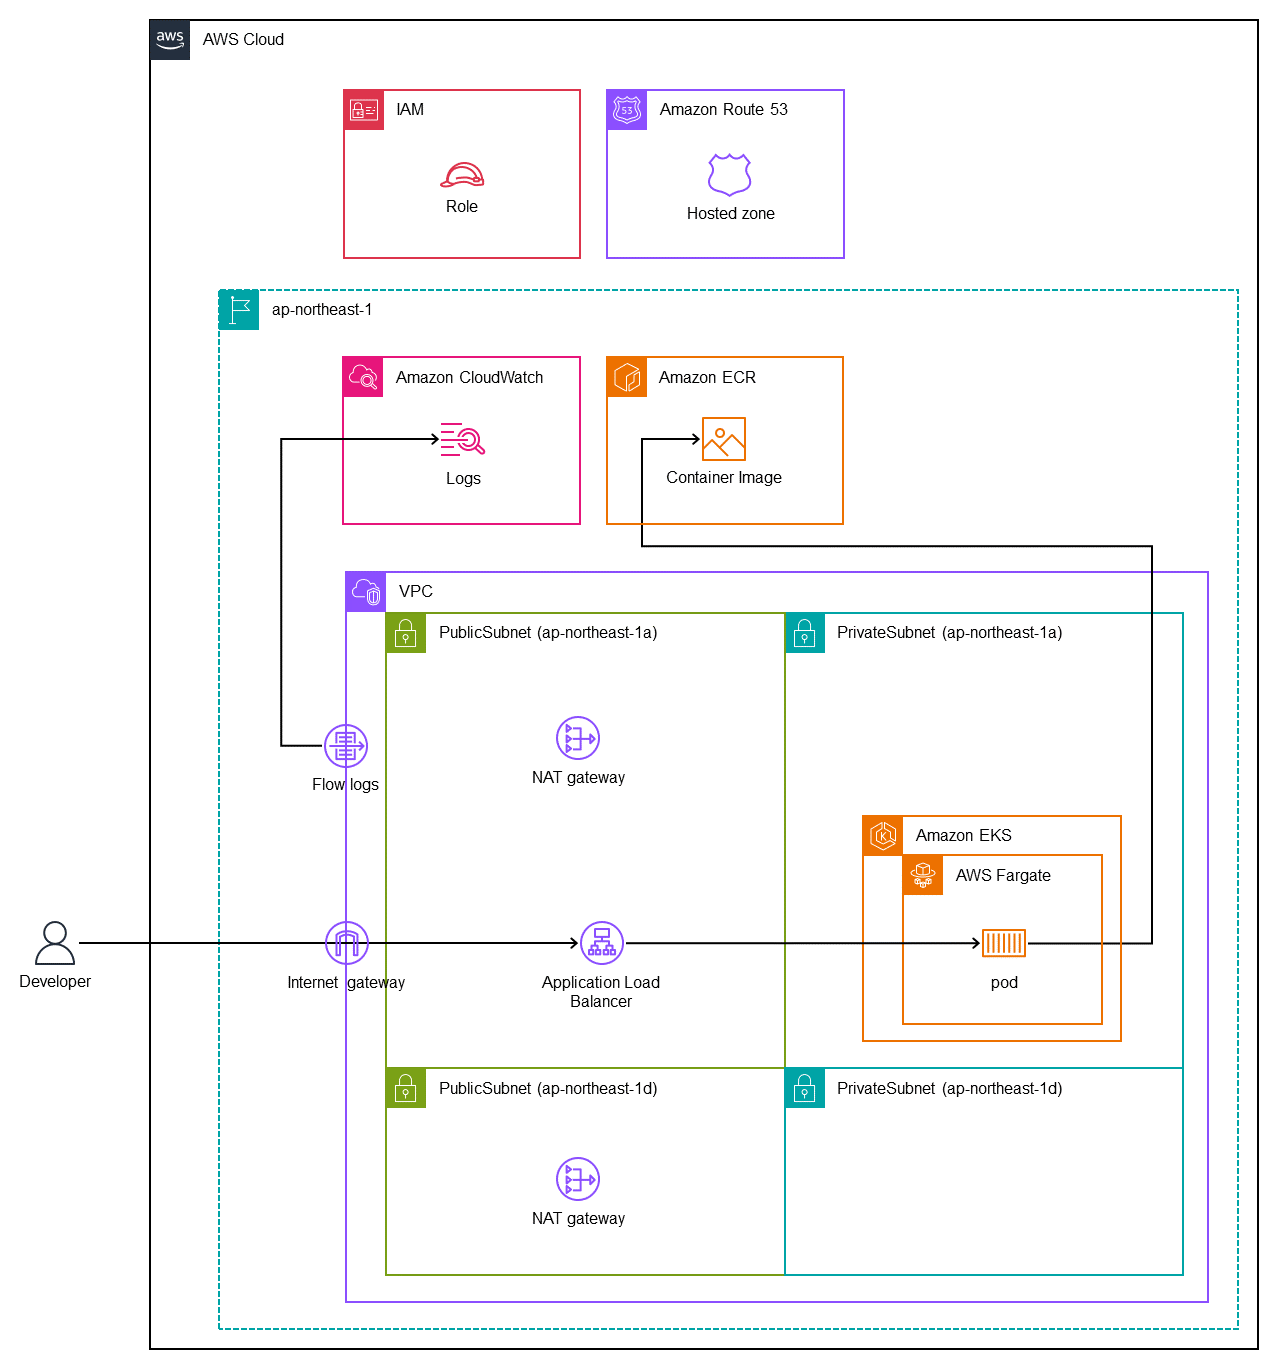 aws
AWS Cloud
IAM
Role
Amazon Route 53
53
Hosted zone
ap-northeast-1
Amazon CloudWatch
Logs
Amazon ECR
Container Image
VPC
PublicSubnet (ap-northeast-1a)
PrivateSubnet (ap-northeast-1a)
NAT gateway
Flow logs
Amazon EKS
K
AWS Fargate
Developer
Internet gateway
Application Load
Balancer
pod
PublicSubnet (ap-northeast-1d)
PrivateSubnet (ap-northeast-1d)
NAT gateway